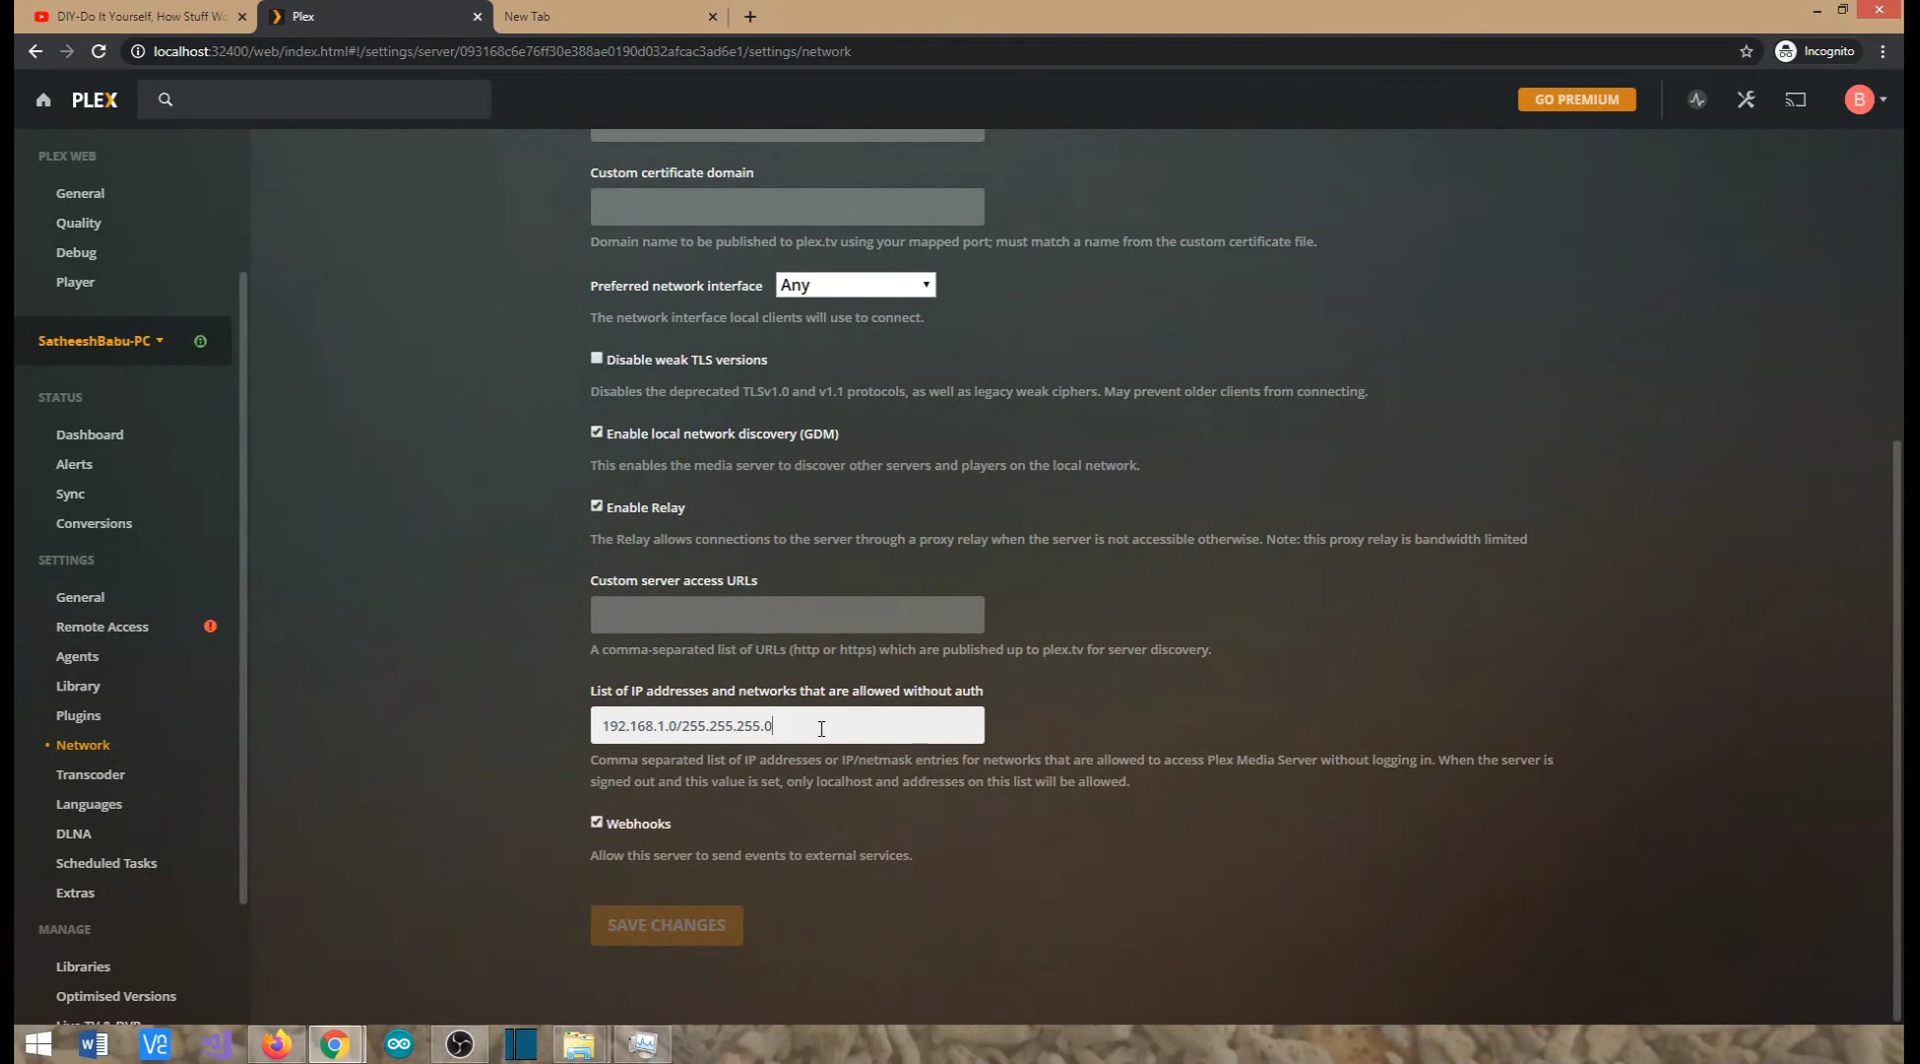 DIY-Do It Yourself, How Stuff Wo
Plex
New Tab
localhost:32400/web/index.html#!/settings/server/093168c6e76ff30e388ae0190d032afcac3ad6e1/settings/network
Incognito
PLEX
GO PREMIUM
B
PLEX WEB
General
Quality
Debug
Player
SatheeshBabu-PC
STATUS
Dashboard
Alerts
Sync
Conversions
SETTINGS
General
Remote Access
Agents
Library
Plugins
Network
Transcoder
Languages
DLNA
Scheduled Tasks
Extras
MANAGE
Libraries
Optimised Versions
Live TV & DVR
Custom certificate domain
Domain name to be published to plex.tv using your mapped port; must match a name from the custom certificate file.
Preferred network interface Any
The network interface local clients will use to connect.
Disable weak TLS versions
Disables the deprecated TLSv1.0 and v1.1 protocols, as well as legacy weak ciphers. May prevent older clients from connecting.
Enable local network discovery (GDM)
This enables the media server to discover other servers and players on the local network.
Enable Relay
The Relay allows connections to the server through a proxy relay when the server is not accessible otherwise. Note: this proxy relay is bandwidth limited
Custom server access URLs
A comma-separated list of URLs (http or https) which are published up to plex.tv for server discovery.
List of IP addresses and networks that are allowed without auth
192.168.1.0/255.255.255.0
Comma separated list of IP addresses or IP/netmask entries for networks that are allowed to access Plex Media Server without logging in. When the server is
signed out and this value is set, only localhost and addresses on this list will be allowed.
Webhooks
Allow this server to send events to external services.
SAVE CHANGES